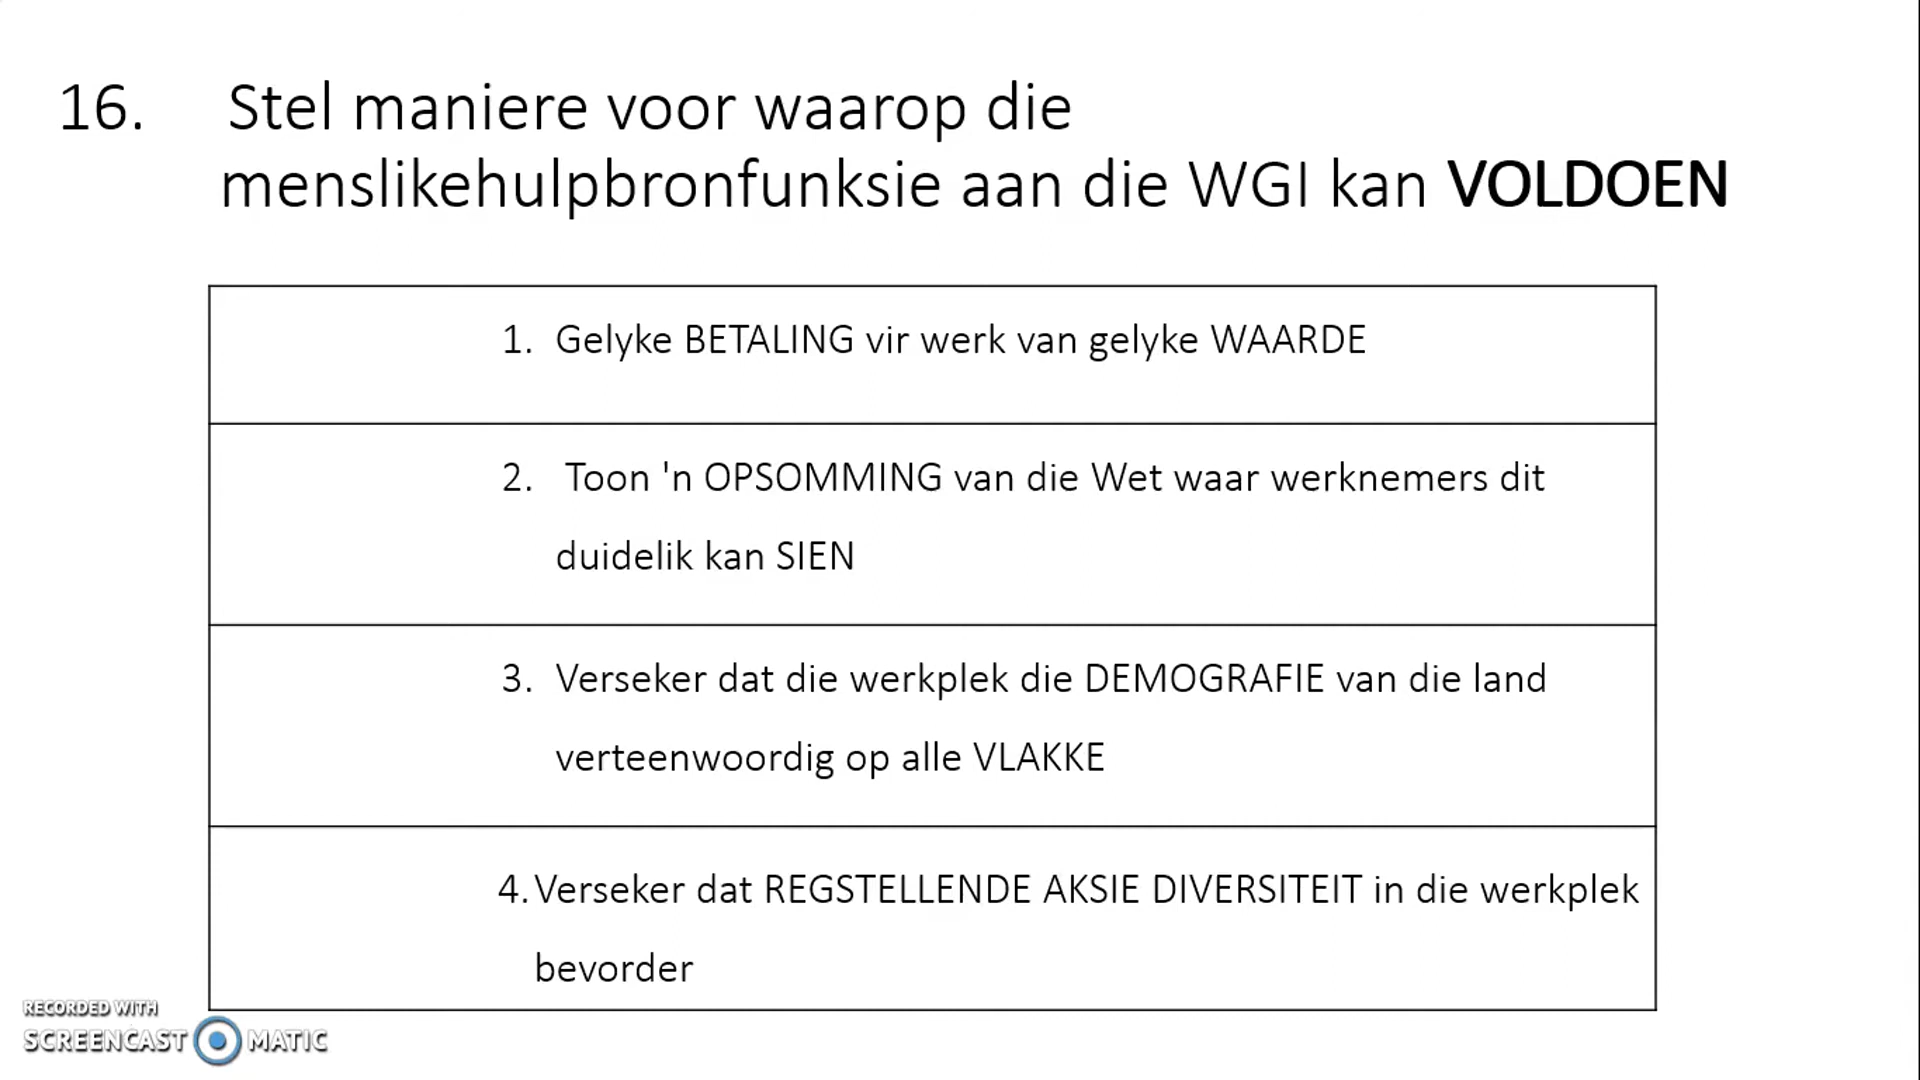 16. Stel maniere voor waarop die
menslikehulpbronfunksie aan die WGI kan VOLDOEN
1. Gelyke BETALING vir werk van gelyke WAARDE
2. Toon 'n OPSOMMING van die Wet waar werknemers dit
duidelik kan SIEN
3. Verseker dat die werkplek die DEMOGRAFIE van die land
verteenwoordig op alle VLAKKE
4. Verseker dat REGSTELLENDE AKSIE DIVERSITEIT in die werkplek
bevorder
RECORDED WITH
SCREENCAST MATIC